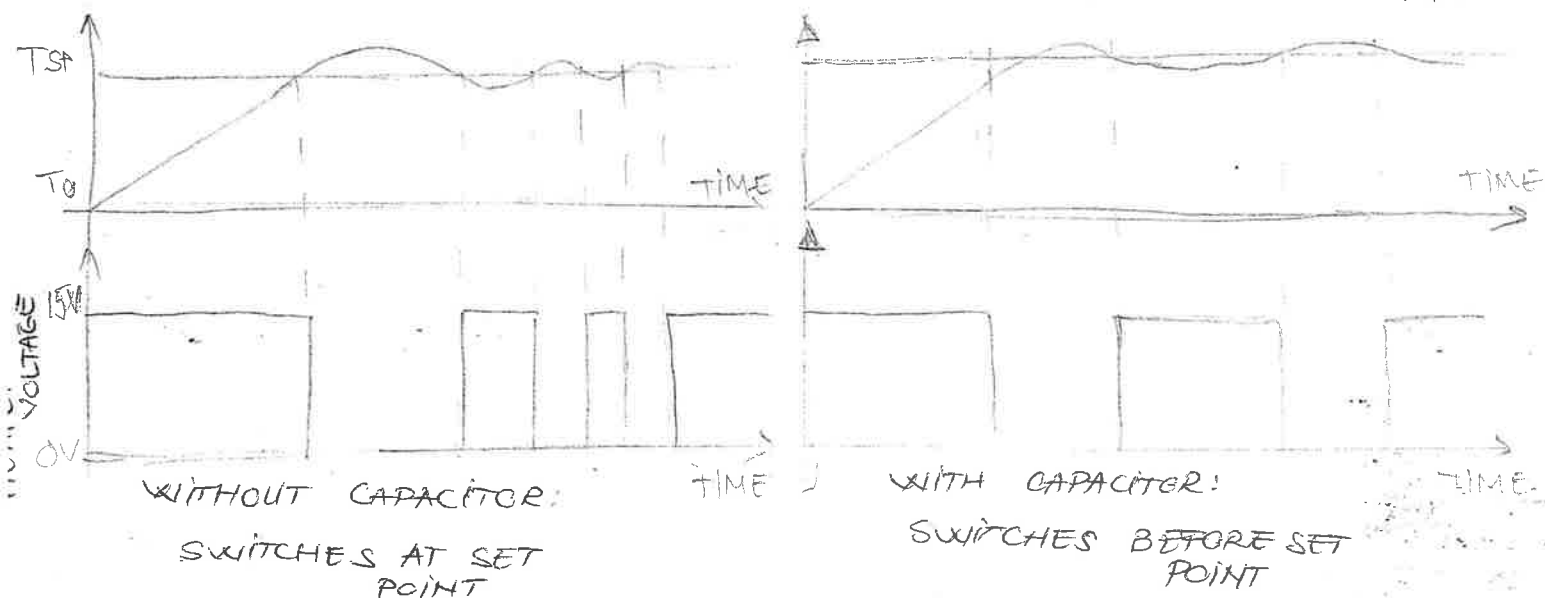 TSP
T0
TIME
TIME
VOLTAGE
15V
0V
TIME
TIME
WITHOUT CAPACITOR:
SWITCHES AT SET
POINT
WITH CAPACITOR:
SWITCHES BEFORE SET
POINT